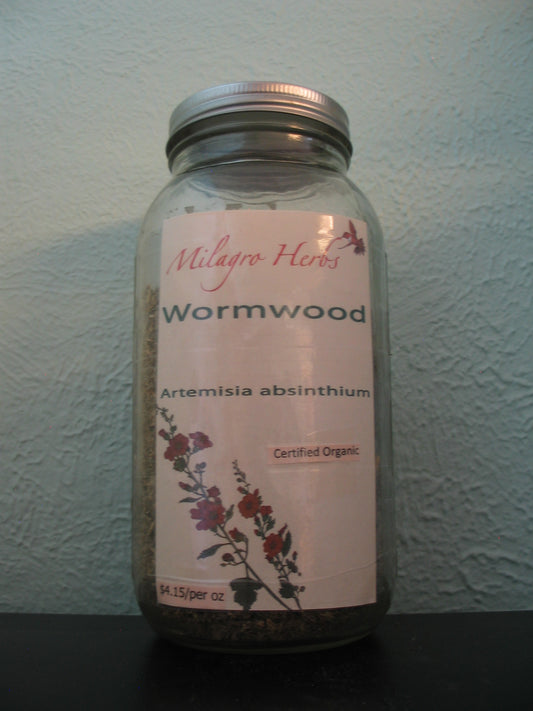 Milagro Herbs
Wormwood
Artemisia absinthium
Certified Organic
$4.15/per oz